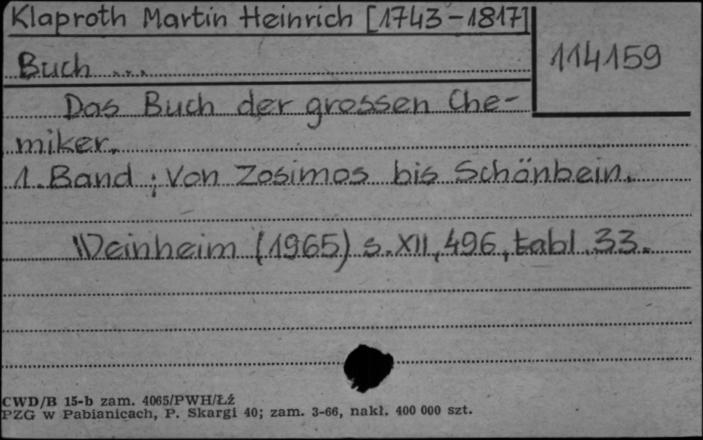 Klaproth Martin Heinrich [1743-1817]
114159
Buch ...
Das Buch der grossen Che-
miker.
1. Band: Von Zosimos bis Schönbein.
Weinheim (1965) s. XII, 496, tabl. 33.
CWD/B 15-b zam. 4065/PWH/Łż
PZG w Pabianicach, P. Skargi 40; zam. 3-66, nakl. 400 000 szt.